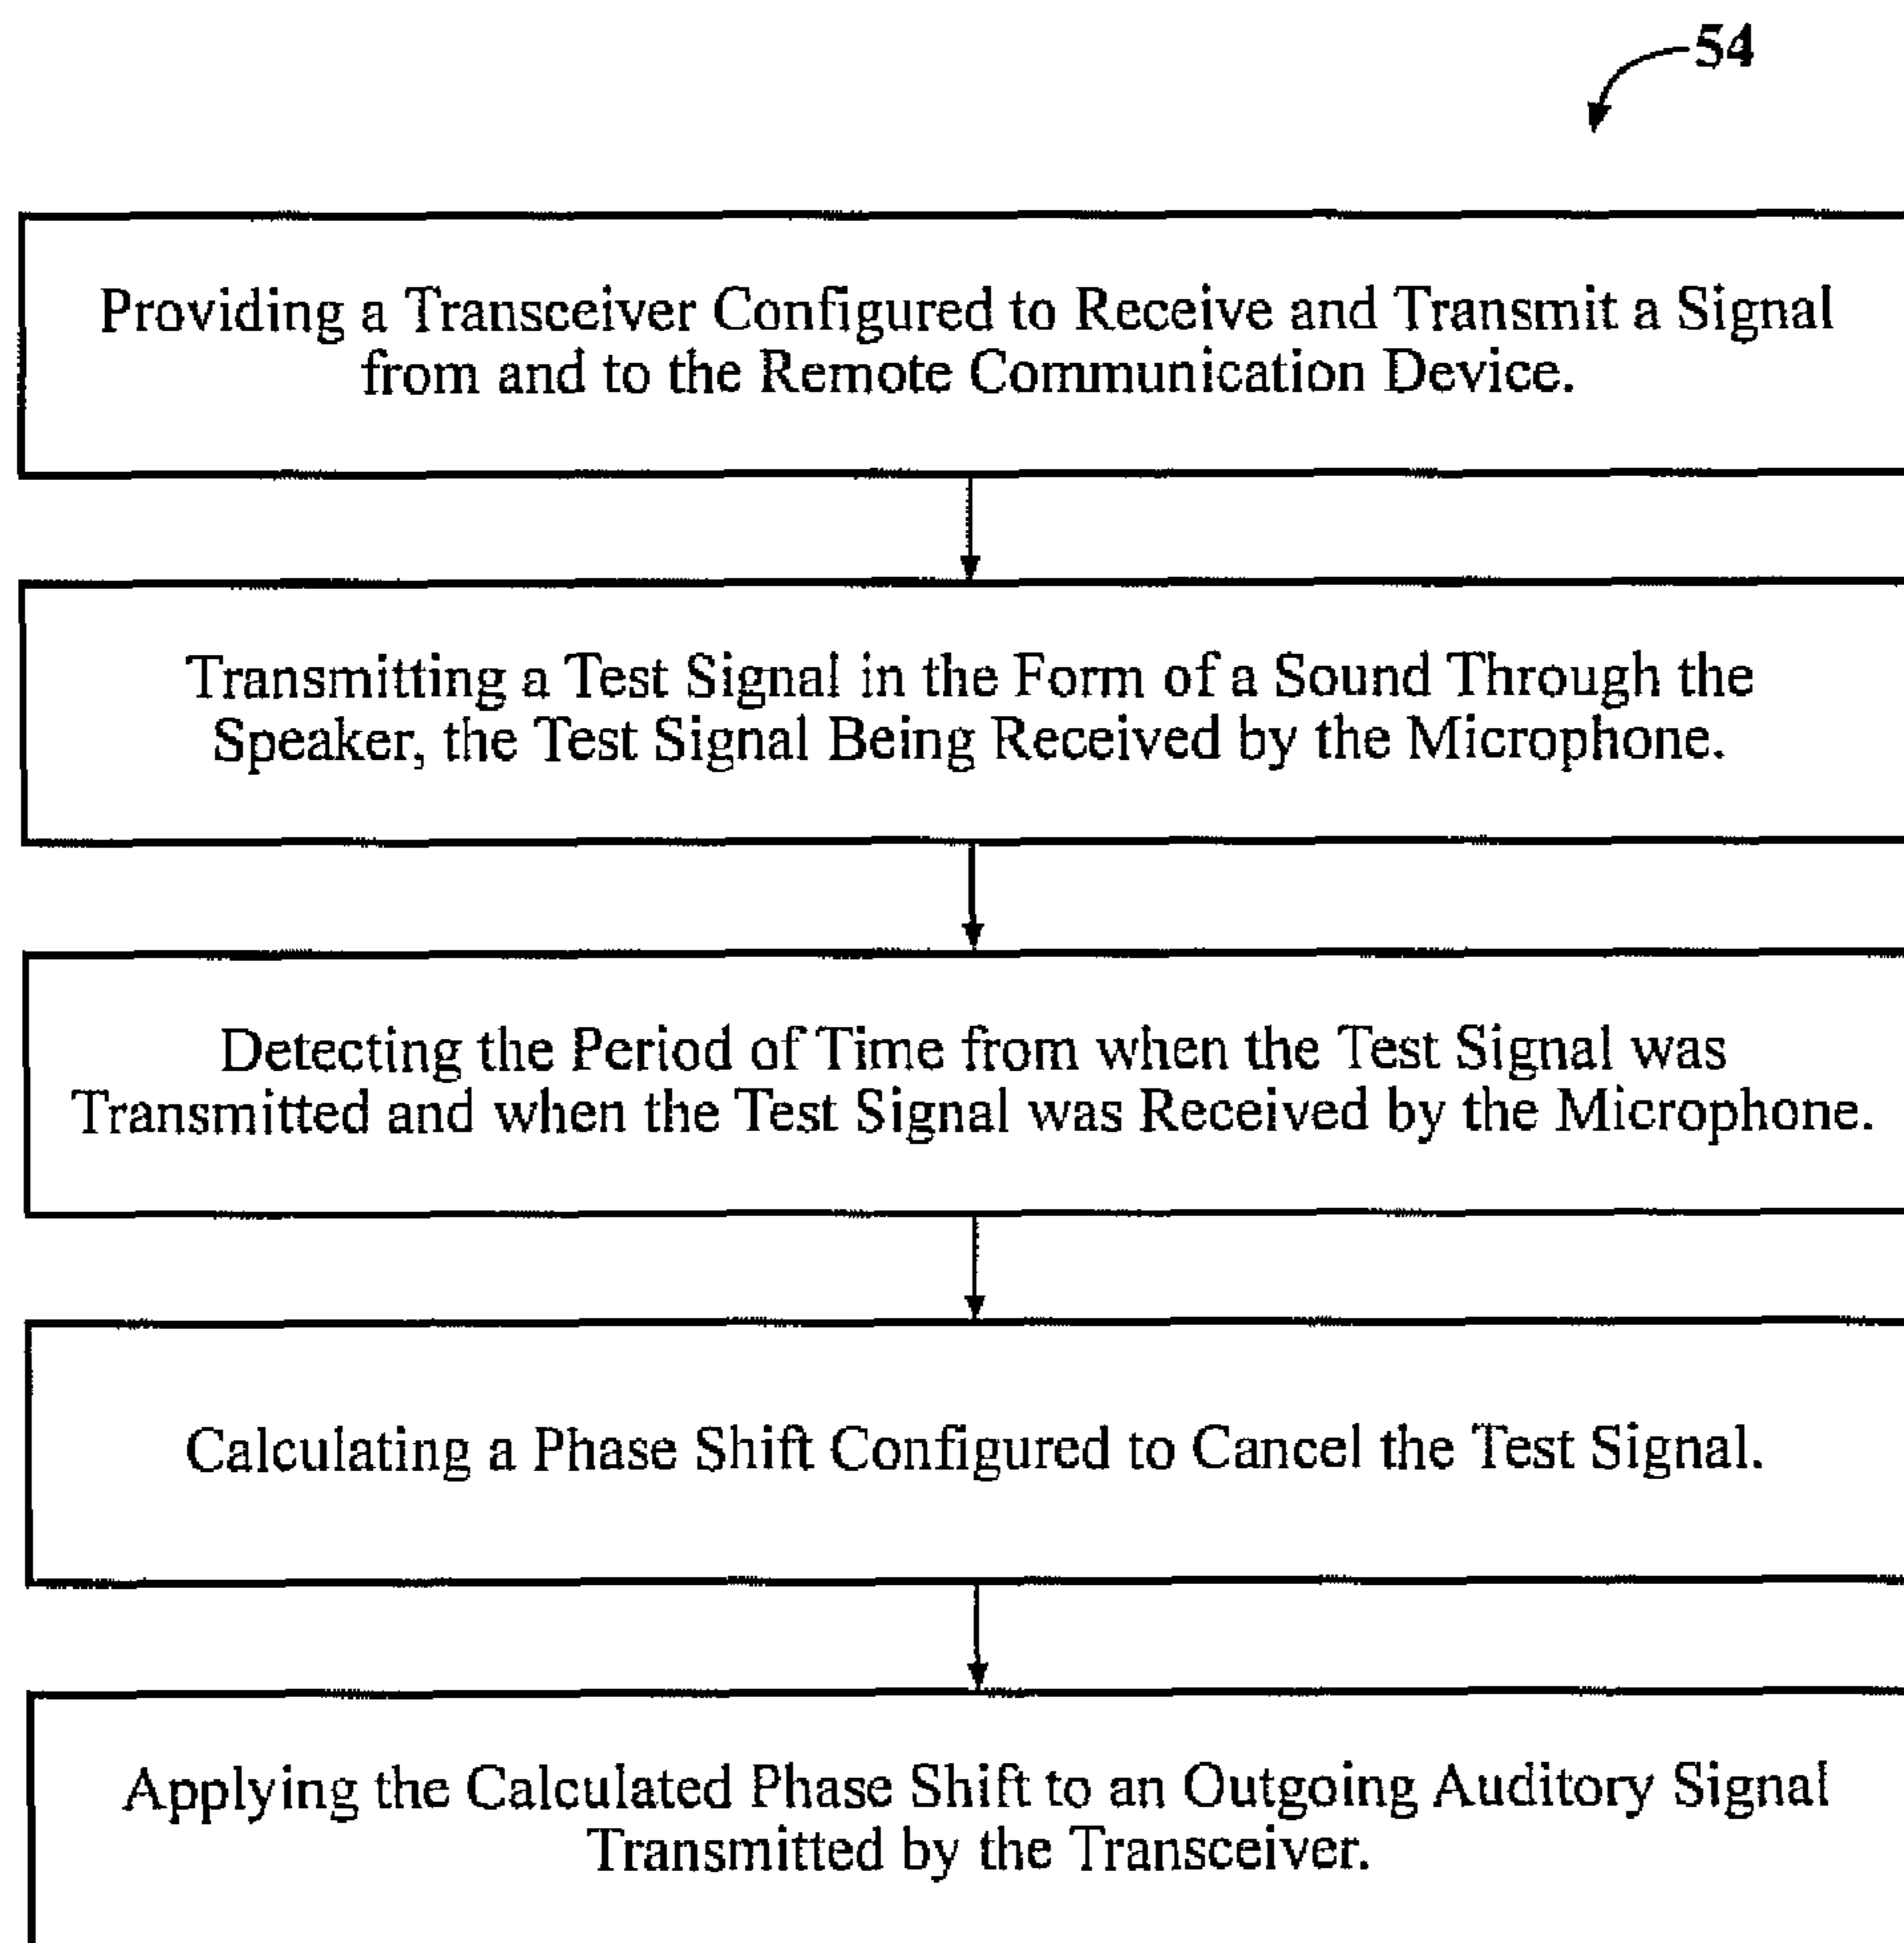 54
Providing a Transceiver Configured to Receive and Transmit a Signal
from and to the Remote Communication Device.
Transmitting a Test Signal in the Form of a Sound Through the
Speaker, the Test Signal Being Received by the Microphone.
Detecting the Period of Time from when the Test Signal was
Transmitted and when the Test Signal was Received by the Microphone.
Calculating a Phase Shift Configured to Cancel the Test Signal.
Applying the Calculated Phase Shift to an Outgoing Auditory Signal
Transmitted by the Transceiver.